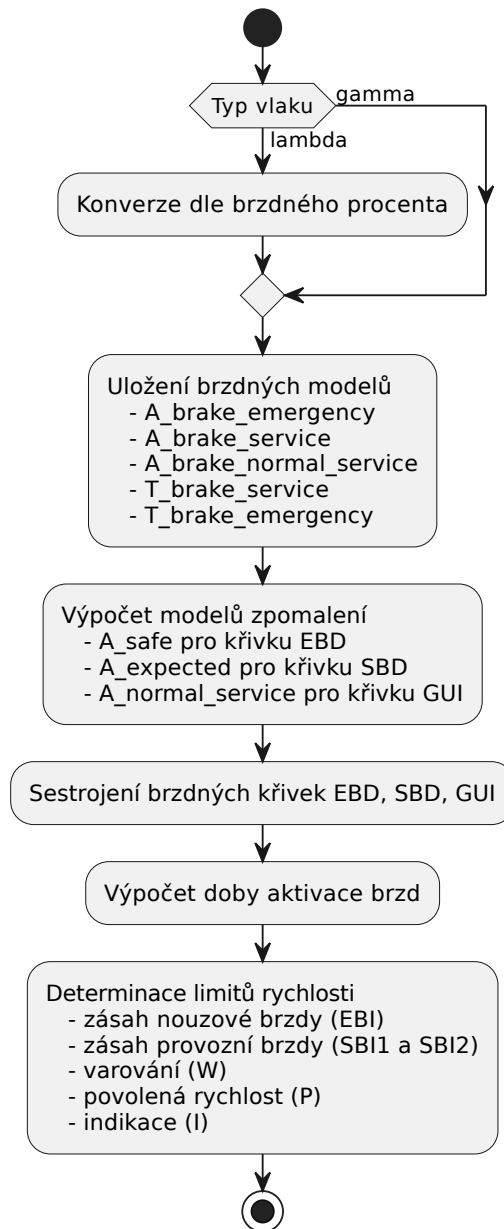 Typ vlaku
gamma
lambda
Konverze dle brzdného procenta
Uložení brzdných modelů
- A_brake_emergency
- A_brake_service
- A_brake_normal_service
- T_brake_service
- T_brake_emergency
Výpočet modelů zpomalení
- A_safe pro křivku EBD
- A_expected pro křivku SBD
- A_normal_service pro křivku GUI
Sestrojení brzdných křivek EBD, SBD, GUI
Výpočet doby aktivace brzd
Determinace limitů rychlosti
- zásah nouzové brzdy (EBI)
- zásah provozní brzdy (SBI1 a SBI2)
- varování (W)
- povolená rychlost (P)
- indikace (I)